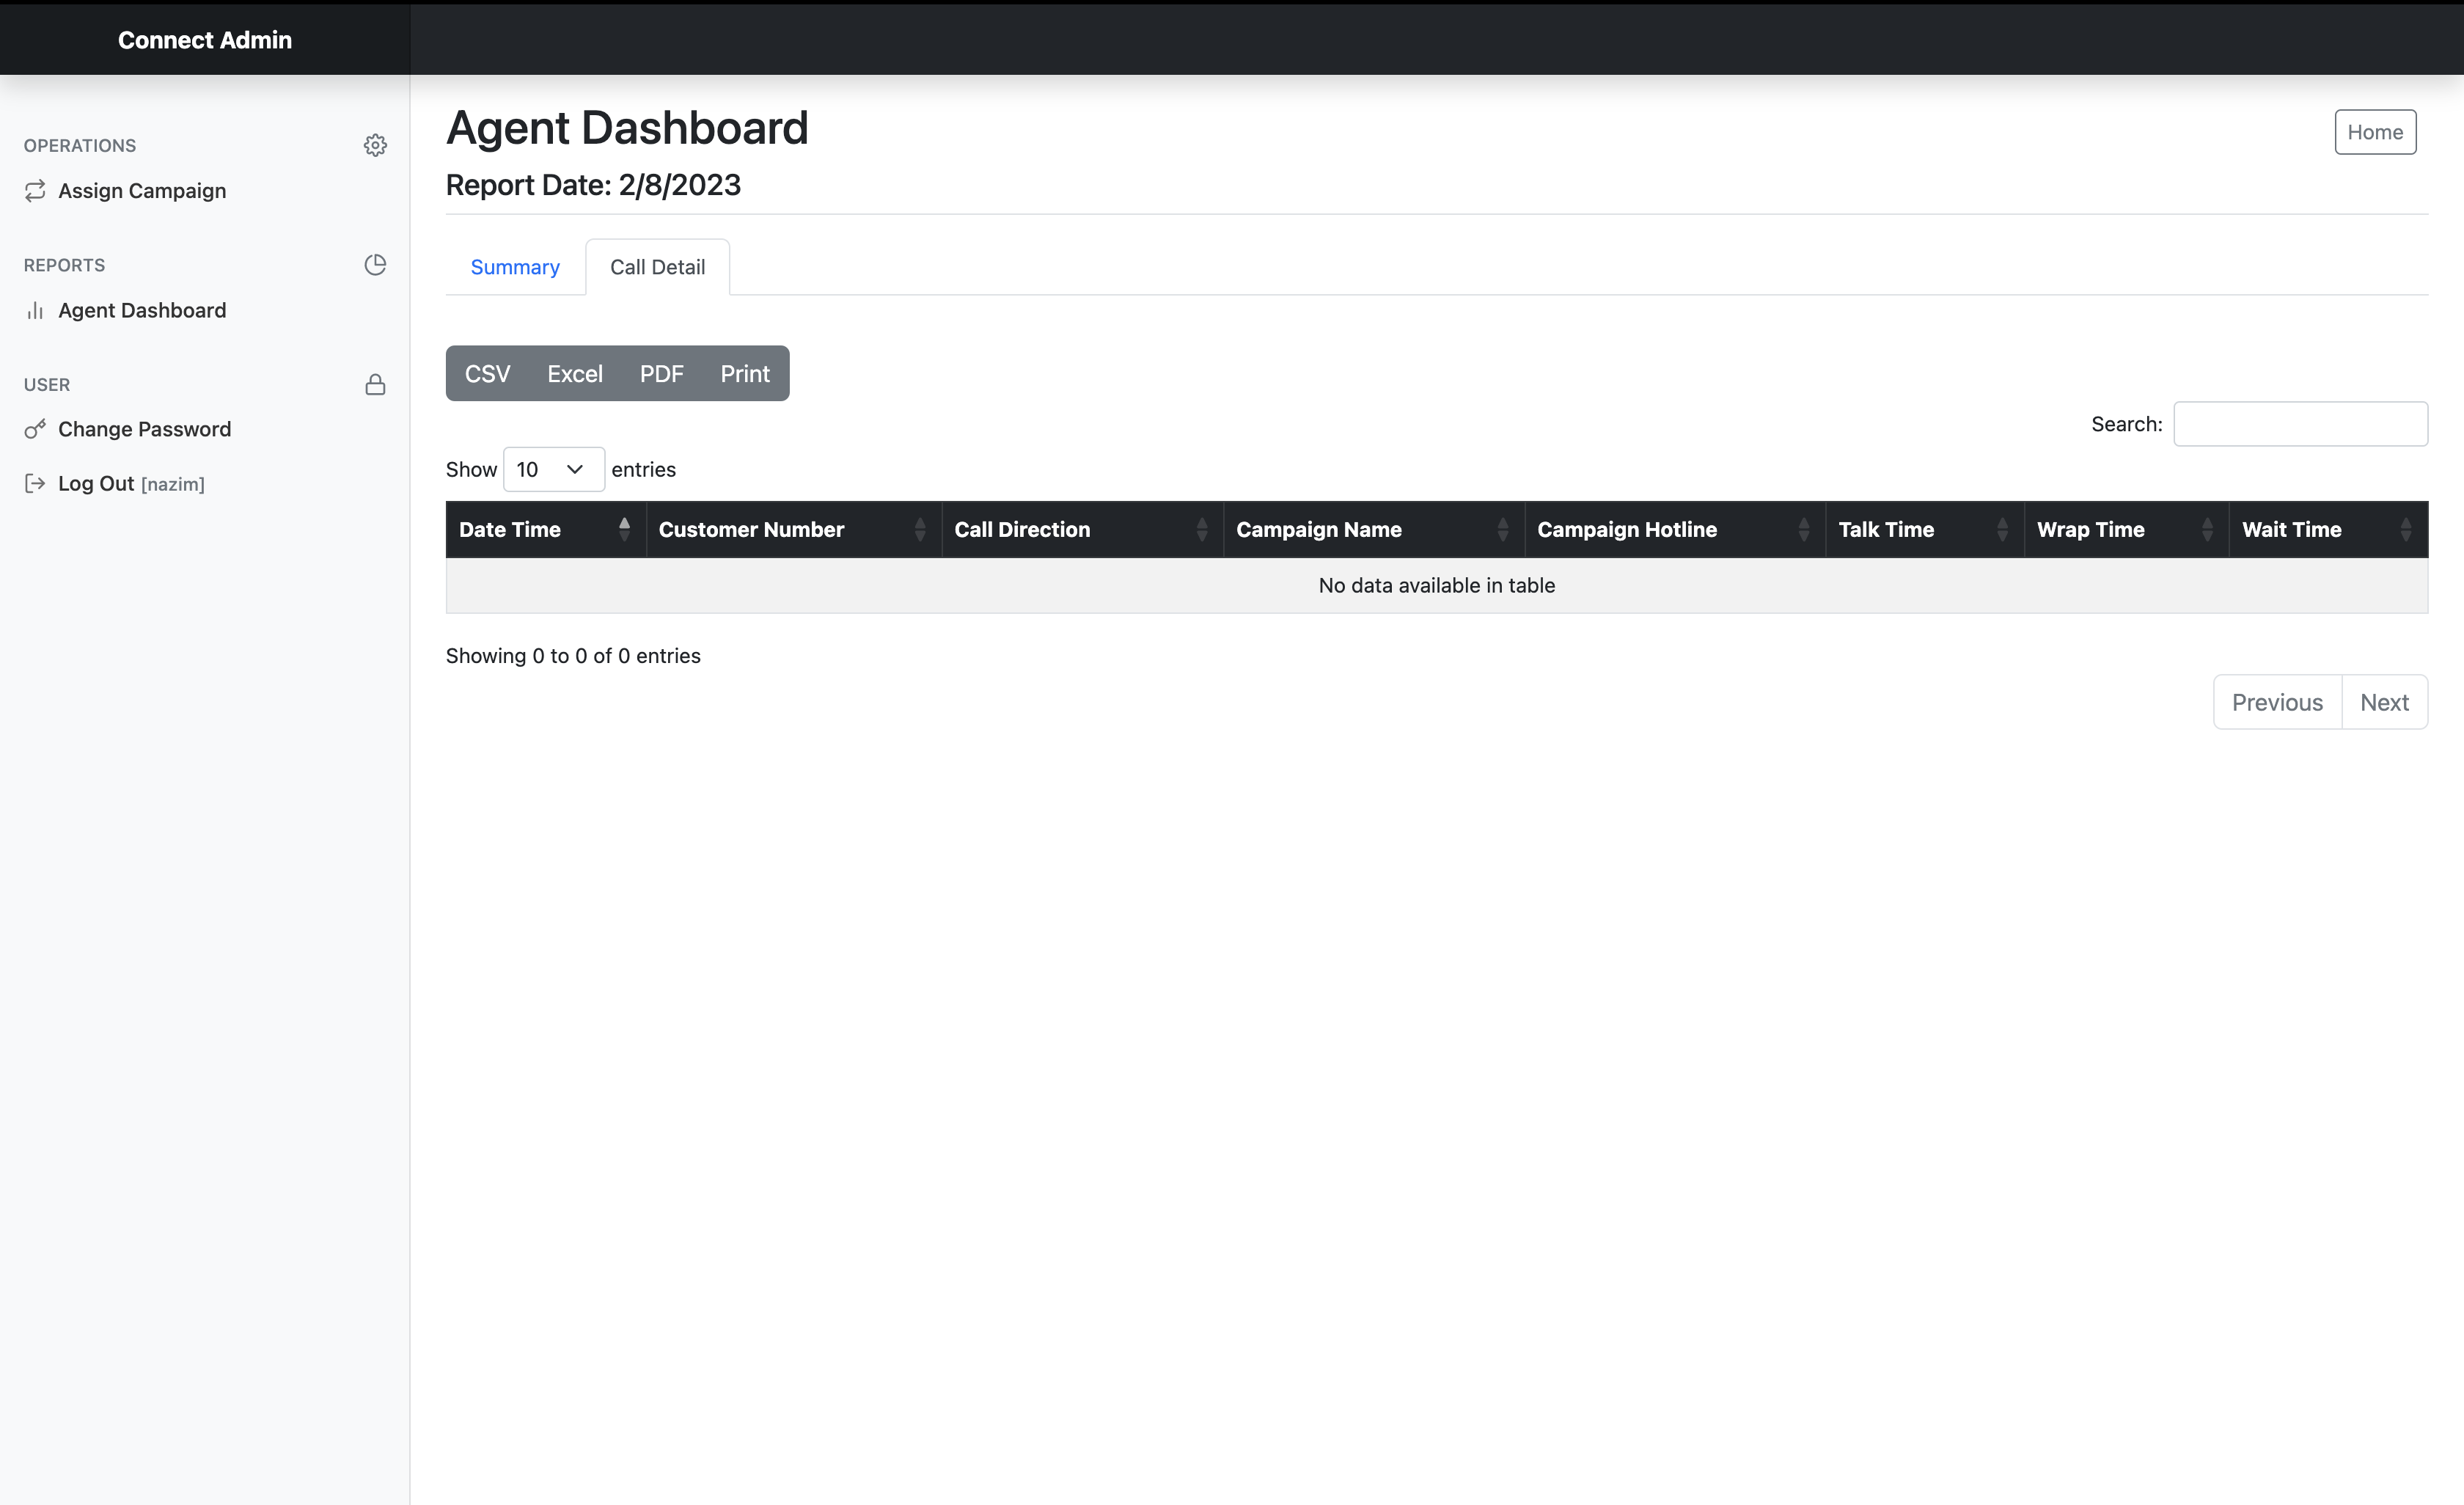 Connect Admin
OPERATIONS
Assign Campaign
REPORTS
Agent Dashboard
USER
Change Password
Log Out [nazim]
Agent Dashboard
Home
Report Date: 2/8/2023
Summary Call Detail
CSV Excel PDF Print
Search:
Show 10 entries
Date Time Customer Number Call Direction Campaign Name Campaign Hotline Talk Time Wrap Time Wait Time
No data available in table
Showing 0 to 0 of 0 entries
Previous Next